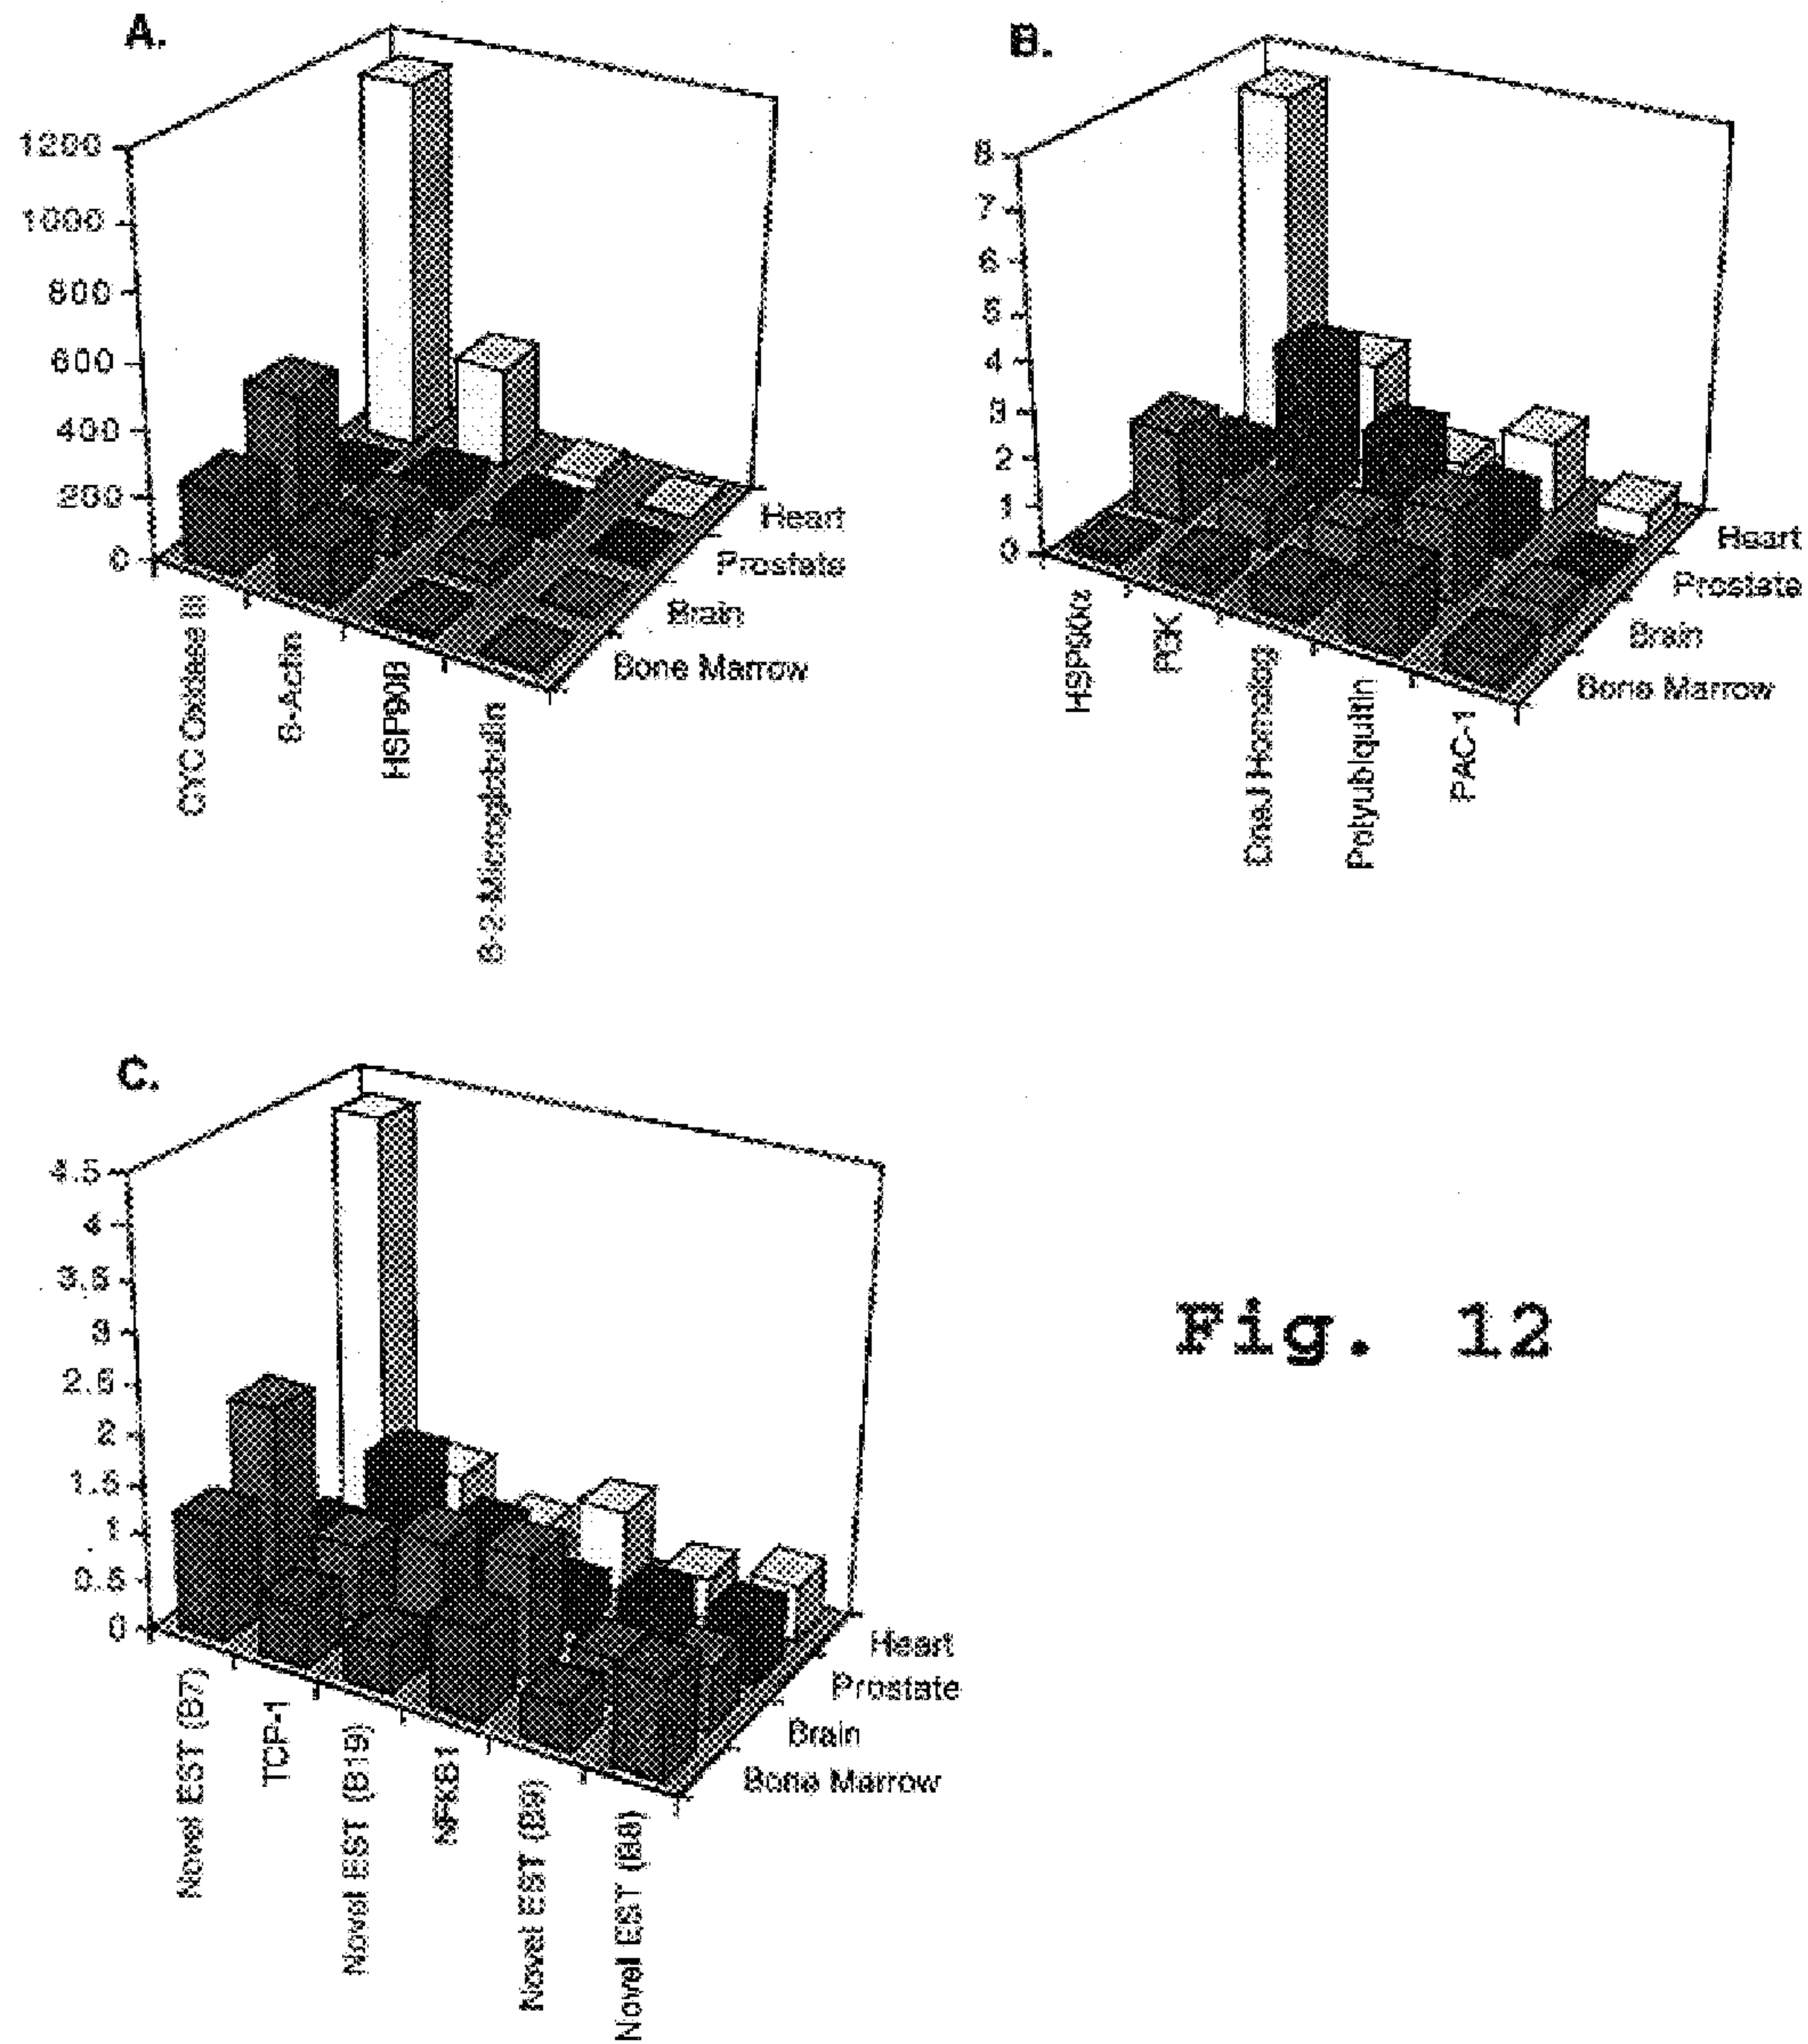 A.
1200
1000
800
600
400
200
0
Heart
Prostate
Brain
Bone Marrow
CYC Oxidase III
β-Actin
HSP90B
β-2-Microglobulin
B.
8
7
6
5
4
3
2
1
0
Heart
Prostate
Brain
Bone Marrow
HSP90α
DnaJ Homolog
Polyubiquitin
PAC-1
C.
4.5
4
3.5
3
2.5
2
1.5
1
0.5
0
Heart
Prostate
Brain
Bone Marrow
Novel EST (B7)
TCP-1
Novel EST (B19)
NFKB1
Novel EST (B9)
Novel EST (B8)
Fig. 12